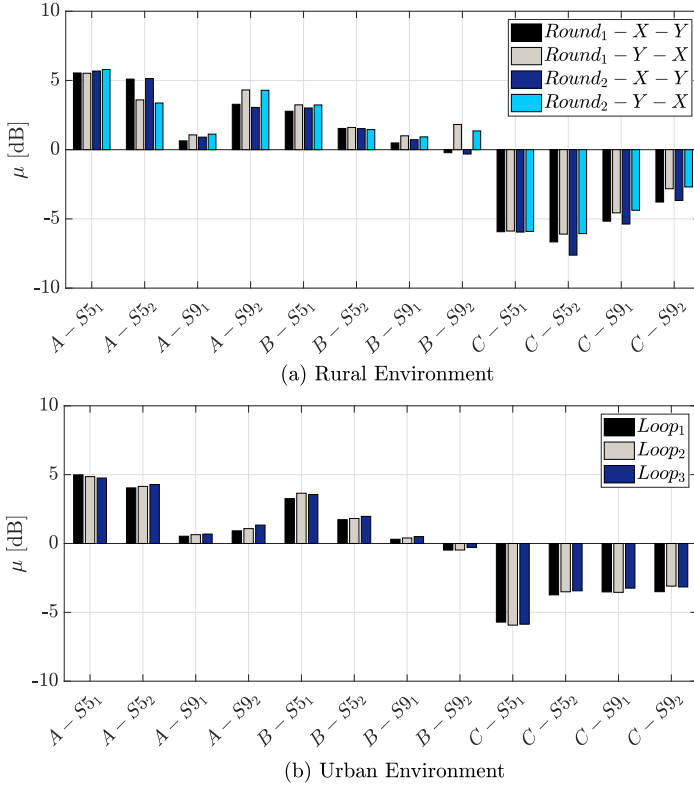 10
5
0
-5
-10
μ [dB]
Round₁ − X − Y
Round₁ − Y − X
Round₂ − X − Y
Round₂ − Y − X
A − S5₁
A − S5₂
A − S9₁
A − S9₂
B − S5₁
B − S5₂
B − S9₁
B − S9₂
C − S5₁
C − S5₂
C − S9₁
C − S9₂
(a) Rural Environment
10
5
0
-5
-10
μ [dB]
Loop₁
Loop₂
Loop₃
A − S5₁
A − S5₂
A − S9₁
A − S9₂
B − S5₁
B − S5₂
B − S9₁
B − S9₂
C − S5₁
C − S5₂
C − S9₁
C − S9₂
(b) Urban Environment